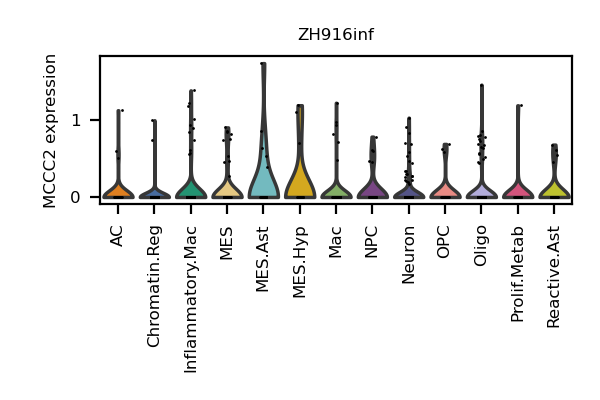 ZH916inf
MCCC2 expression
1
0
AC
Chromatin.Reg
Inflammatory.Mac
MES
MES.Ast
MES.Hyp
Mac
NPC
Neuron
OPC
Oligo
Prolif.Metab
Reactive.Ast